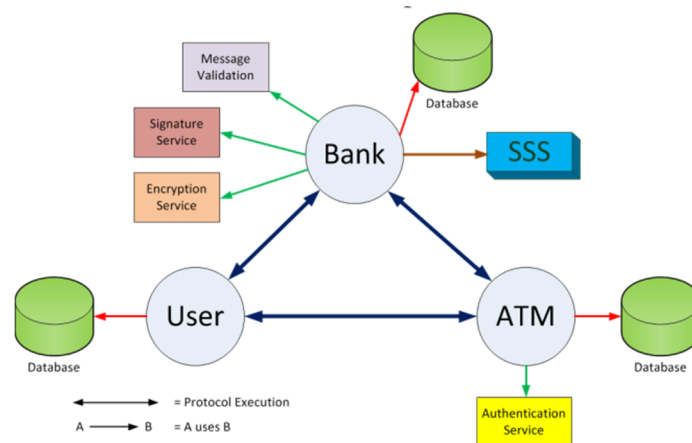 Message
Validation
Database
Signature
Service
Bank
SSS
Encryption
Service
User
ATM
Database
Database
= Protocol Execution
A B = A uses B
Authentication
Service